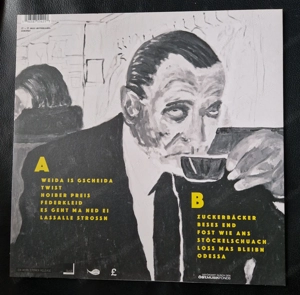 A
WEIDA IS GSCHEIDA
TWIST
HOIBER PREIS
FEDERKLEID
ES GEHT MA NED EI
LASSALLE STROSSN
B
ZUCKERBÄCKER
BESES END
FOST WIE ANS
STÖCKELSCHUACH
LOSS MAS BLEIBN
ODESSA